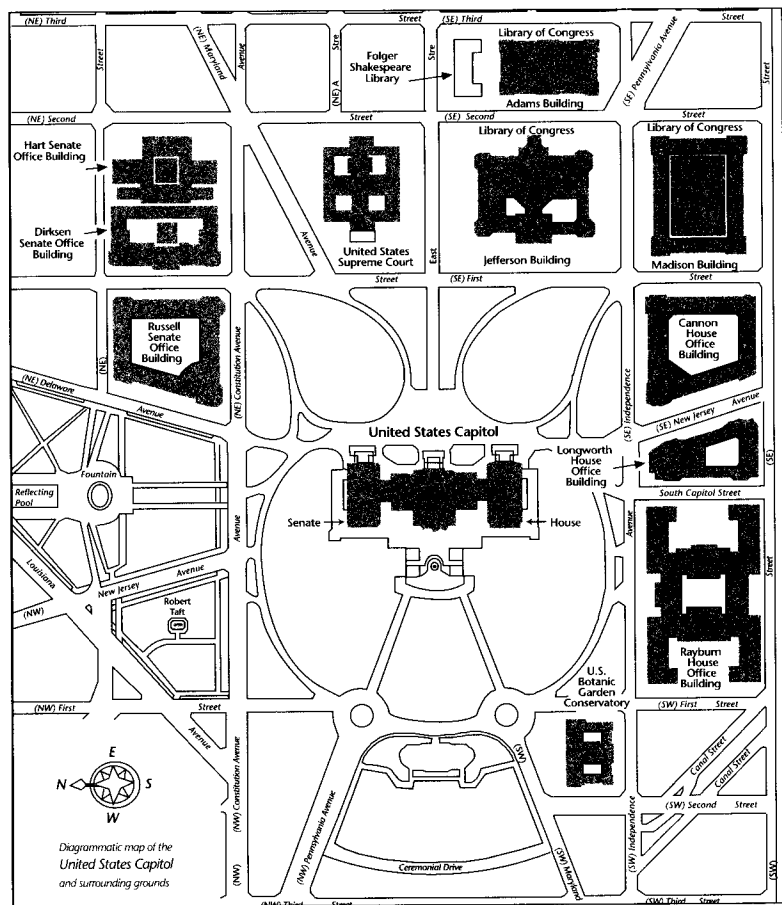 (NE) Third
Street
(SE) Third
Street
Street
(NE) Maryland
Avenue
Stre
(NE) A
Stre
Folger
Shakespeare
Library
Library of Congress
Adams Building
(SE) Pennsylvania Avenue
(NE) Second
Street
(SE) Second
Street
Hart Senate
Office Building
Dirksen
Senate Office
Building
Avenue
United States
Supreme Court
East
Library of Congress
Jefferson Building
Library of Congress
Madison Building
Street
(SE) First
Street
Russell
Senate
Office
Building
(NE)
(NE) Constitution Avenue
Cannon
House
Office
Building
(SE) Independence
(NE) Delaware
Avenue
(SE) New Jersey
Avenue
(SE)
United States Capitol
Longworth
House
Office
Building
Fountain
Reflecting
Pool
Senate
House
South Capitol Street
Avenue
Avenue
Street
Louisiana
(NW)
New Jersey
Avenue
Robert
Taft
Rayburn
House
Office
Building
U.S.
Botanic
Garden
Conservatory
(NW) First
Street
Avenue
(SW) First
Street
(SW)
Canal Street
Canal Street
E
N
S
W
(NW) Constitution Avenue
(NW) Pennsylvania Avenue
(SW) Second
Street
(SW) Independence
Diagrammatic map of the
United States Capitol
and surrounding grounds
(NW)
Ceremonial Drive
(SW) Maryland
(SW)
(NW) Third
Street
(SW) Third
Street